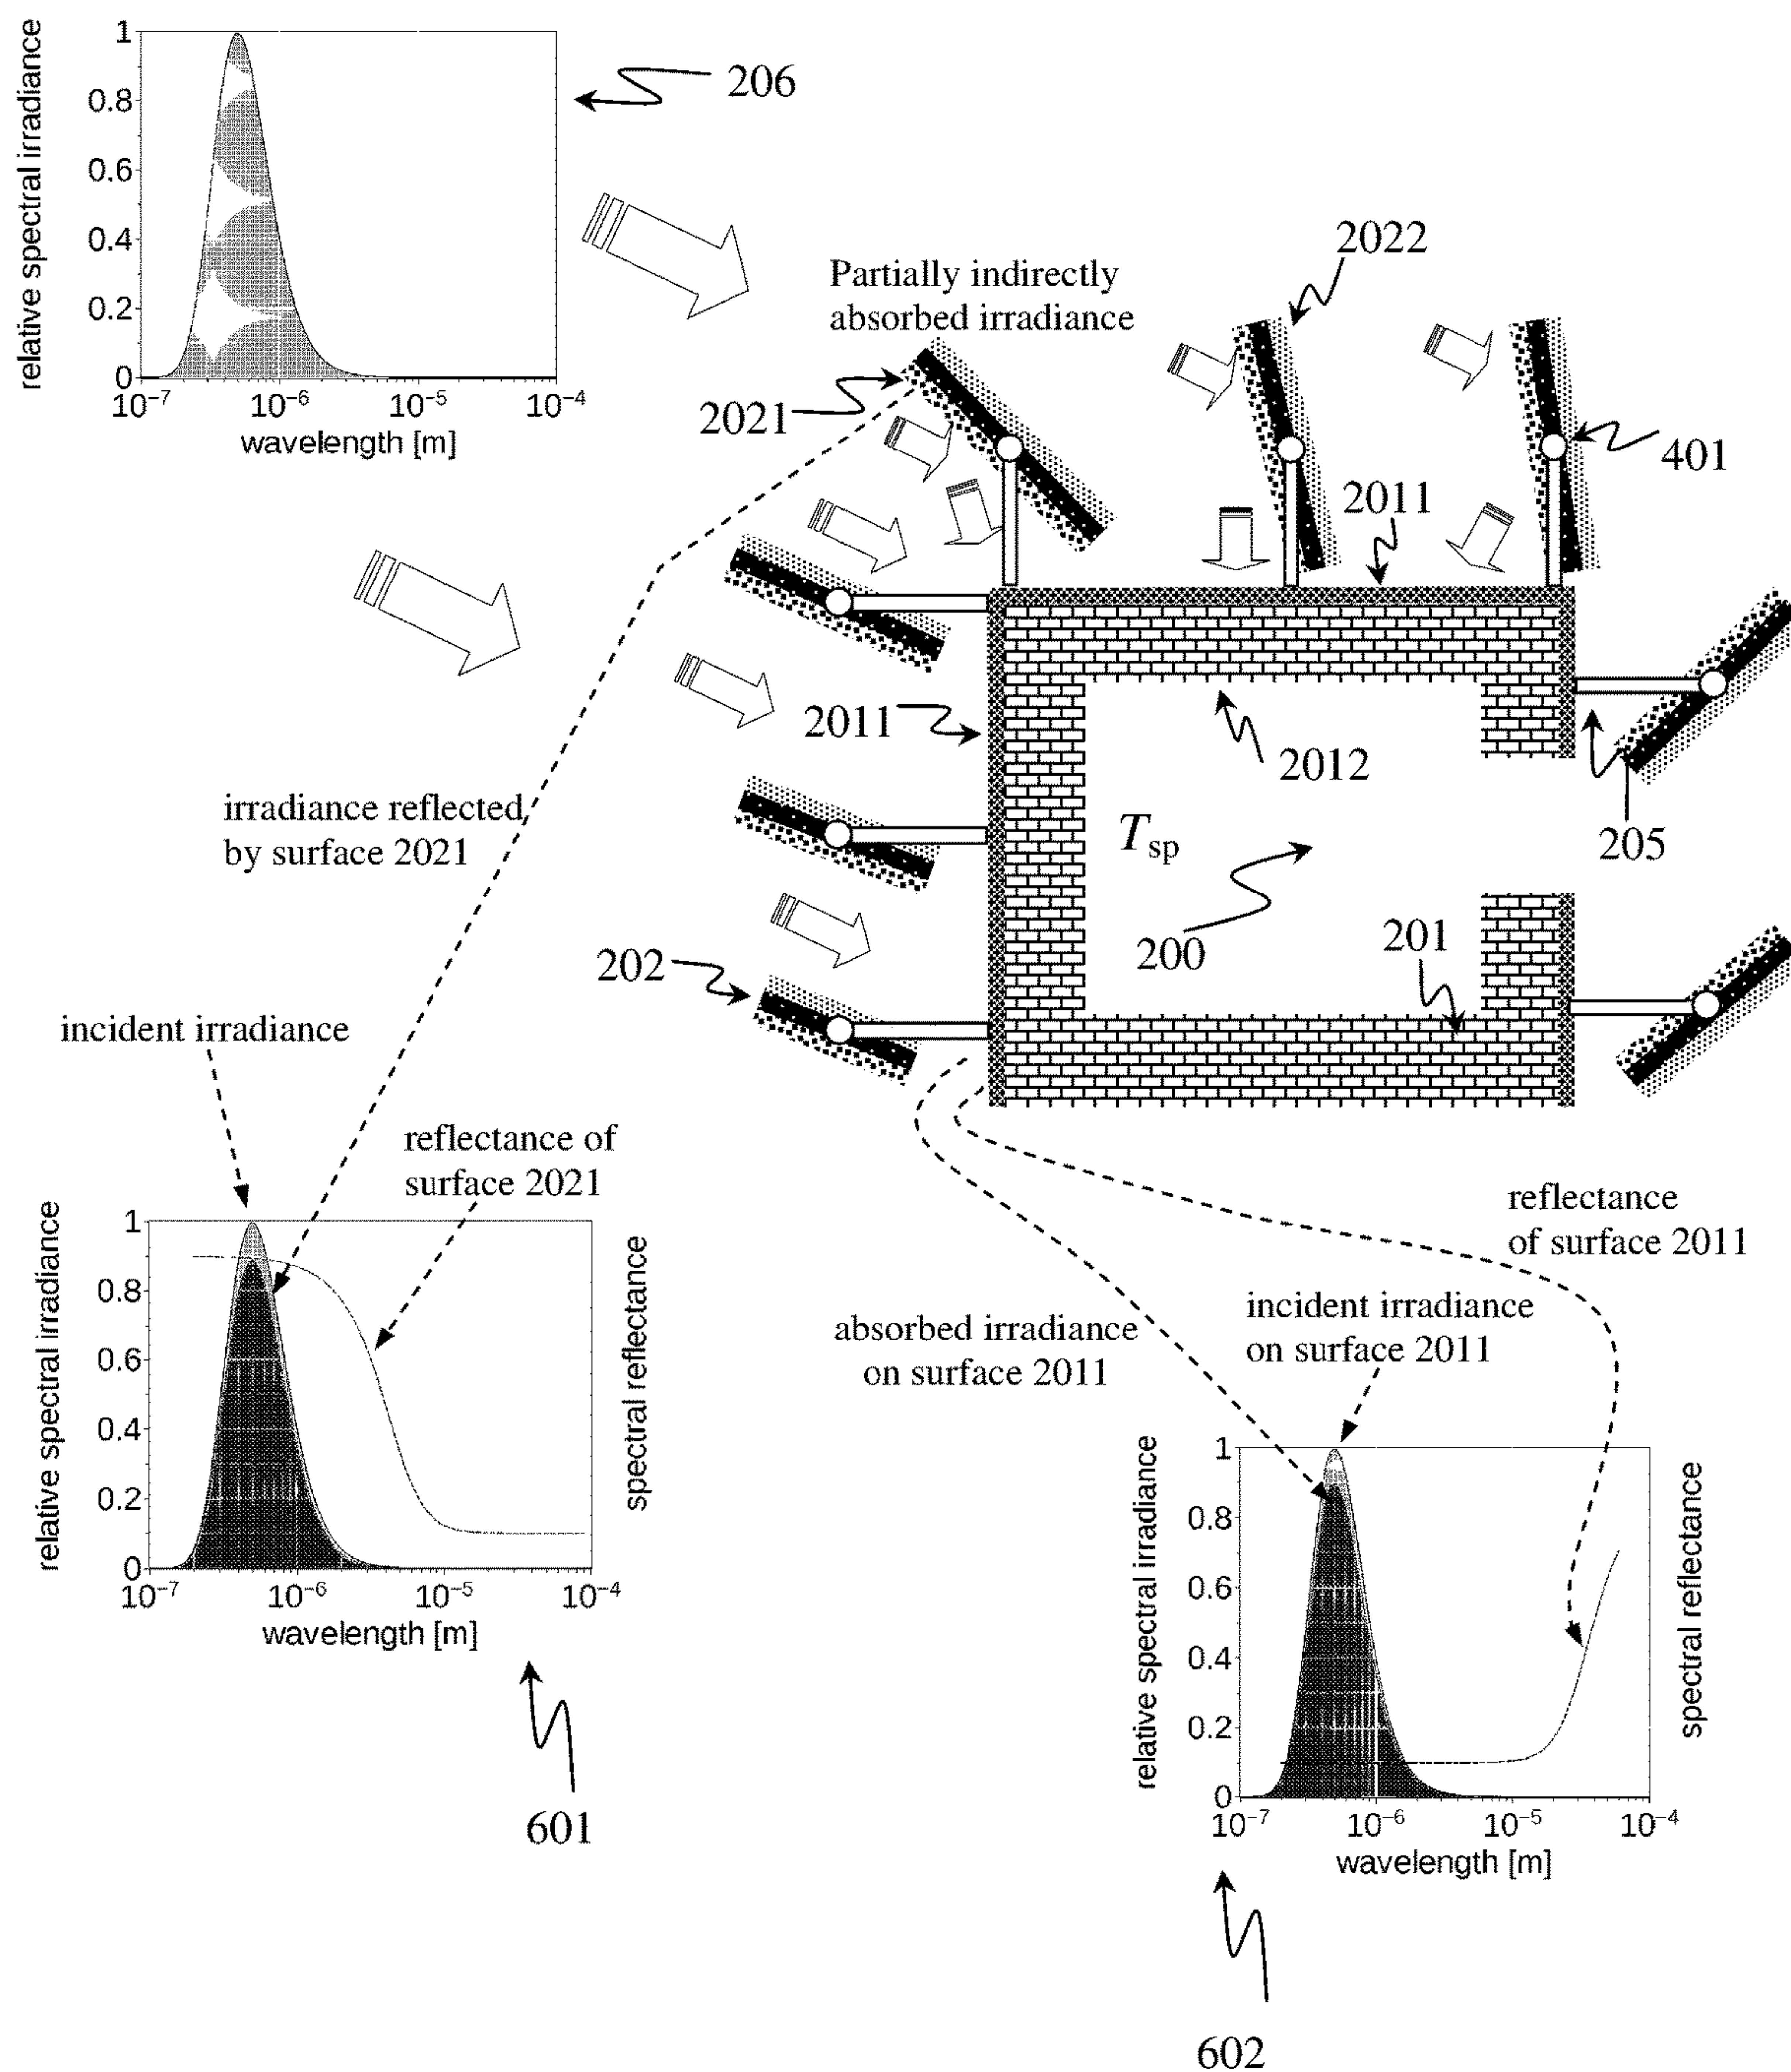 relative spectral irradiance
1
0.8
0.6
0.4
0.2
0
10⁻⁷ 10⁻⁶ 10⁻⁵ 10⁻⁴
wavelength [m]
206
Partially indirectly
absorbed irradiance
2022
2021
401
2011
2011
2012
205
T_sp
200
201
202
irradiance reflected
by surface 2021
incident irradiance
reflectance of
surface 2021
relative spectral irradiance
1
0.8
0.6
0.4
0.2
0
10⁻⁷ 10⁻⁶ 10⁻⁵ 10⁻⁴
wavelength [m]
spectral reflectance
601
reflectance
of surface 2011
incident irradiance
on surface 2011
absorbed irradiance
on surface 2011
relative spectral irradiance
1
0.8
0.6
0.4
0.2
0
10⁻⁷ 10⁻⁶ 10⁻⁵ 10⁻⁴
wavelength [m]
spectral reflectance
602